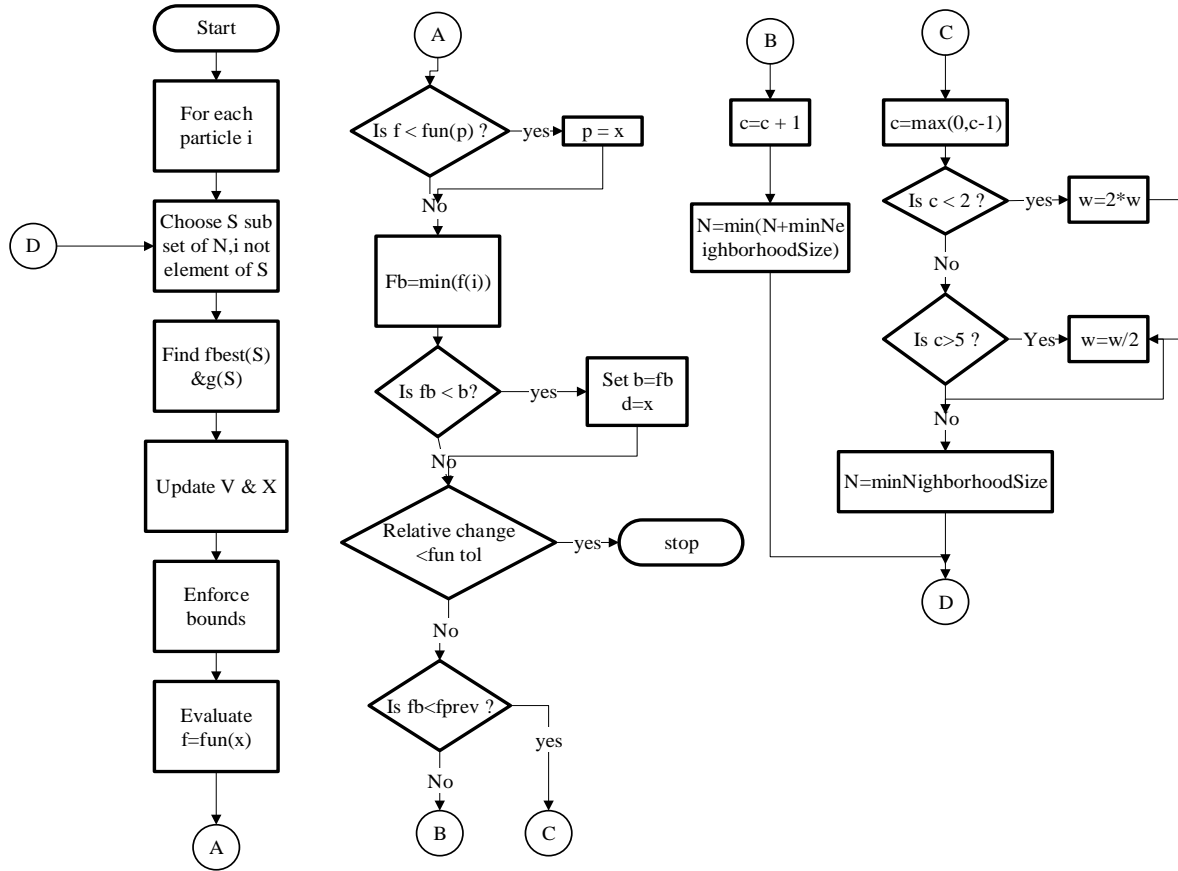 Start
For each
particle i
D
Choose S sub
set of N,i not
element of S
Find fbest(S)
&g(S)
Update V & X
Enforce
bounds
Evaluate
f=fun(x)
A
A
Is f < fun(p) ?
yes
p = x
No
Fb=min(f(i))
Is fb < b?
yes
Set b=fb
d=x
No
Relative change
<fun tol
yes
stop
No
Is fb<fprev ?
yes
No
B
C
B
c=c + 1
N=min(N+minNe
ighborhoodSize)
C
c=max(0,c-1)
Is c < 2 ?
yes
w=2*w
No
Is c>5 ?
Yes
w=w/2
No
N=minNighborhoodSize
D